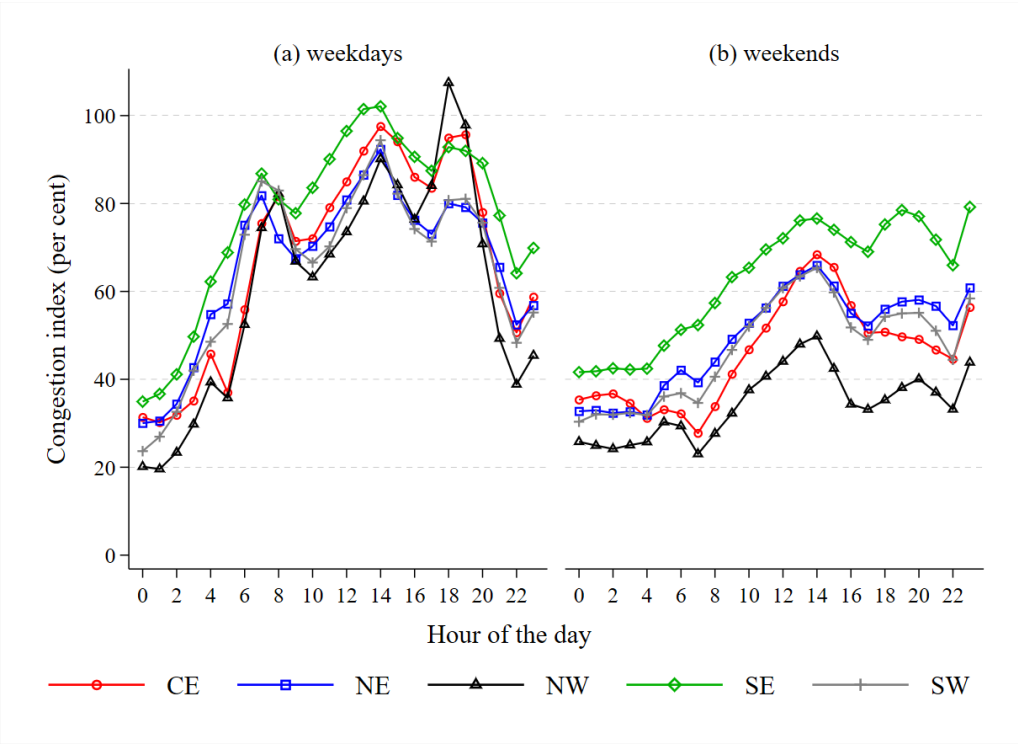 (a) weekdays (b) weekends
Congestion index (per cent)
100
80
60
40
20
0
0 2 4 6 8 10 12 14 16 18 20 22 0 2 4 6 8 10 12 14 16 18 20 22
Hour of the day
CE NE NW SE SW